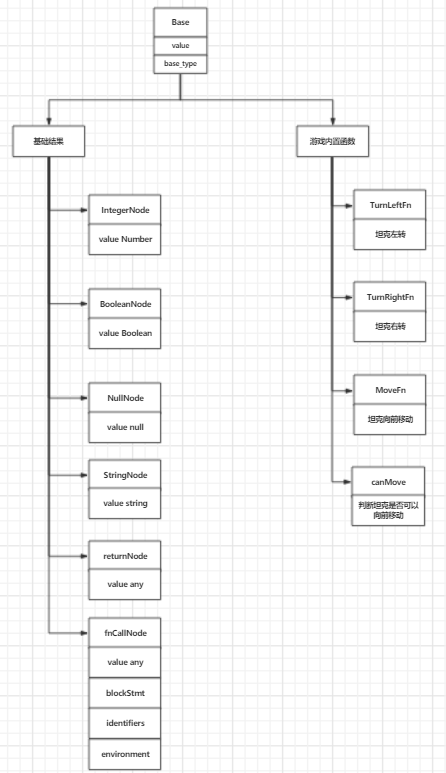 Base
value
base_type
基础结果
游戏内置函数
IntegerNode
value Number
BooleanNode
value Boolean
NullNode
value null
StringNode
value string
returnNode
value any
fnCallNode
value any
blockStmt
identifiers
environment
TurnLeftFn
坦克左转
TurnRightFn
坦克右转
MoveFn
坦克向前移动
canMove
判断坦克是否可以
向前移动